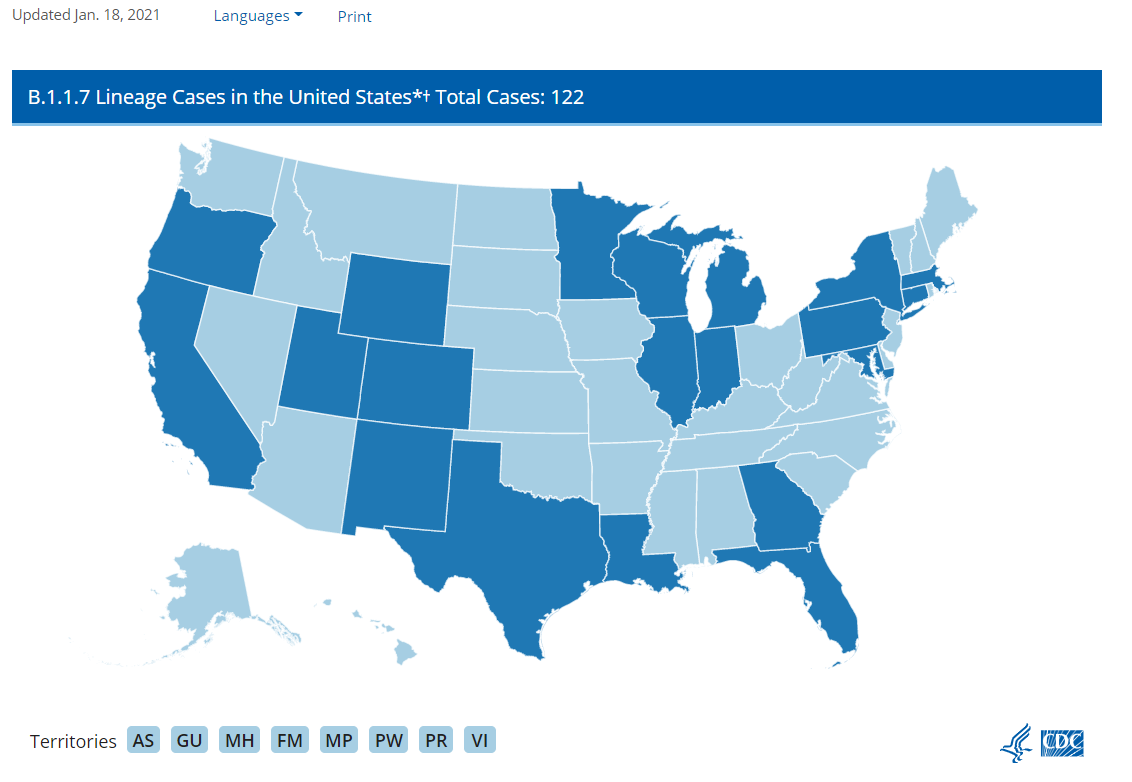 Updated Jan. 18, 2021 Languages Print
B.1.1.7 Lineage Cases in the United States*† Total Cases: 122
Territories AS GU MH FM MP PW PR VI
CDC